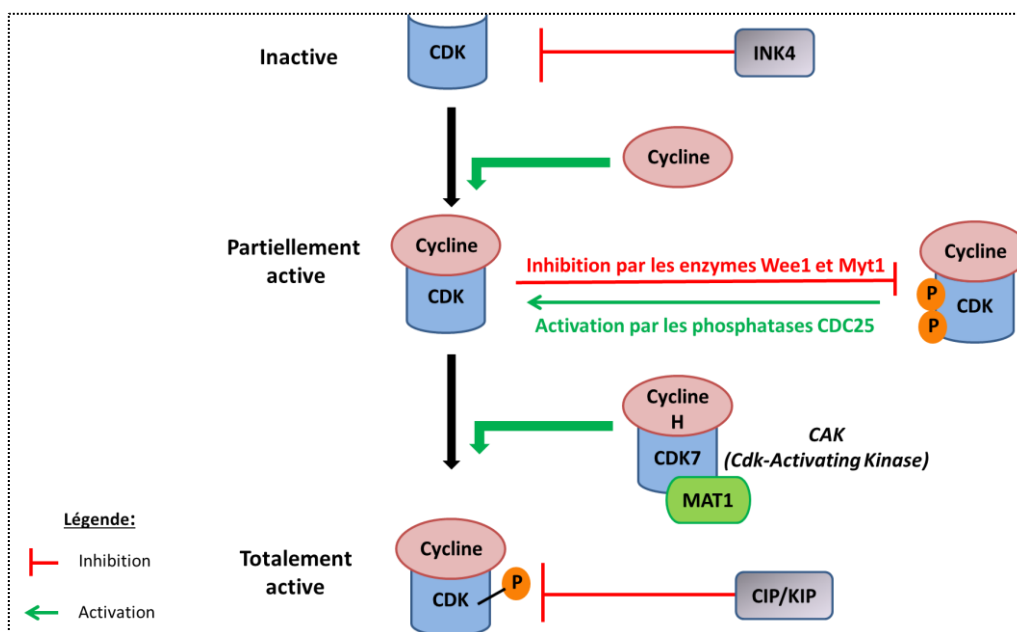 Inactive
CDK
INK4
Cycline
Partiellement
active
Cycline
CDK
Inhibition par les enzymes Wee1 et Myt1
Activation par les phosphatases CDC25
Cycline
P
CDK
P
Cycline
H
CDK7
MAT1
CAK
(Cdk-Activating Kinase)
Légende:
Inhibition
Activation
Totalement
active
Cycline
CDK
P
CIP/KIP